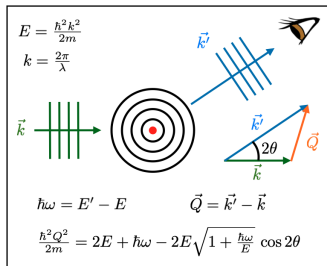 E = ħ²k²/2m
k = 2π/λ
k⃗'
k⃗
k⃗'
Q⃗
2θ
k⃗
ħω = E′ − E
Q⃗ = k⃗' − k⃗
ħ²Q²/2m = 2E + ħω − 2E√(1 + ħω/E) cos 2θ